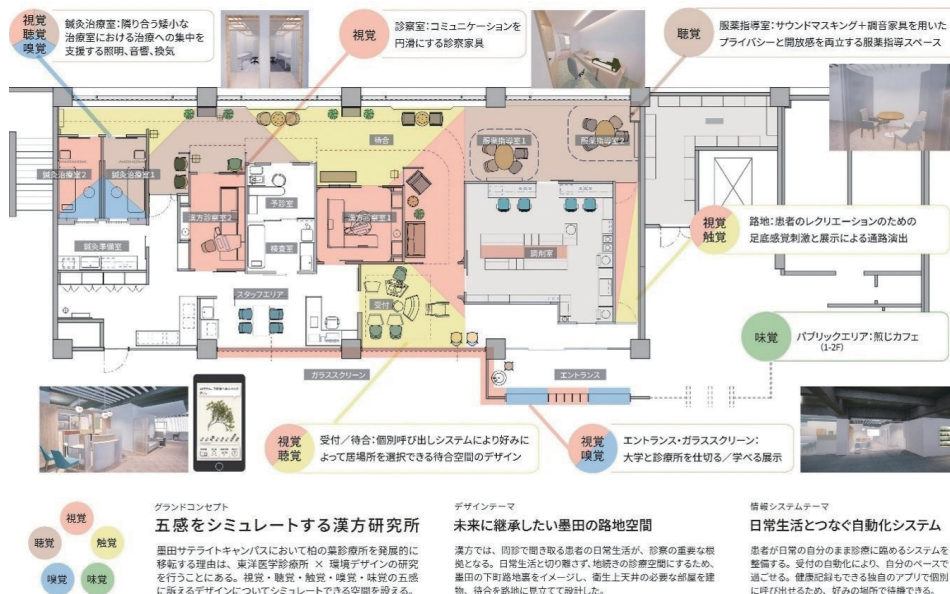 視覚
聴覚
嗅覚
鍼灸治療室：隣り合う矮小な
治療室における治療への集中を
支援する照明、音響、換気
視覚
診察室：コミュニケーションを
円滑にする診察家具
聴覚
服薬指導室：サウンドマスキング＋調音家具を用いた
プライバシーと開放感を両立する服薬指導スペース
待合
服薬指導室1
服薬指導室2
鍼灸治療室2
鍼灸治療室1
漢方診察室2
予診室
漢方診察室1
検査室
鍼灸準備室
調剤室
スタッフエリア
受付
視覚
触覚
路地：患者のレクリエーションのための
足底感覚刺激と展示による通路演出
味覚
パブリックエリア：煎じカフェ
(1-2F)
ガラススクリーン
エントランス
視覚
聴覚
受付／待合：個別呼び出しシステムにより好みに
よって居場所を選択できる待合空間のデザイン
視覚
嗅覚
エントランス・ガラススクリーン：
大学と診療所を仕切る／学べる展示
視覚
聴覚
触覚
嗅覚
味覚
グランドコンセプト
五感をシミュレートする漢方研究所
墨田サテライトキャンパスにおいて柏の葉診療所を発展的に
移転する理由は、東洋医学診療所 × 環境デザインの研究
を行うことにある。視覚・聴覚・触覚・嗅覚・味覚の五感
に訴えるデザインについてシミュレートできる空間を設える。
デザインテーマ
未来に継承したい墨田の路地空間
漢方では、問診で聞き取る患者の日常生活が、診察の重要な根
拠となる。日常生活と切り離さず、地続きの診療空間にするため、
墨田の下町路地裏をイメージし、衛生上天井の必要な部屋を建
物、待合を路地に見立てて設計した。
情報システムテーマ
日常生活とつなぐ自動化システム
患者が日常の自分のまま診療に臨めるシステムを
整備する。受付の自動化により、自分のペースで
過ごせる。健康記録もできる独自のアプリで個別
に呼び出せるため、好みの場所で待機できる。